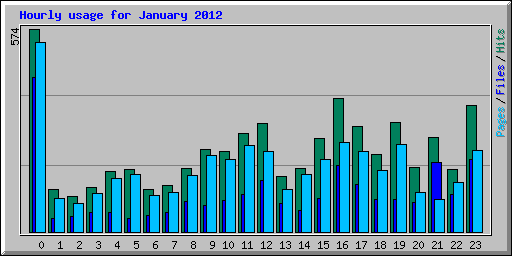 Hourly usage for January 2012
574
Pages / Files / Hits
0 1 2 3 4 5 6 7 8 9 10 11 12 13 14 15 16 17 18 19 20 21 22 23